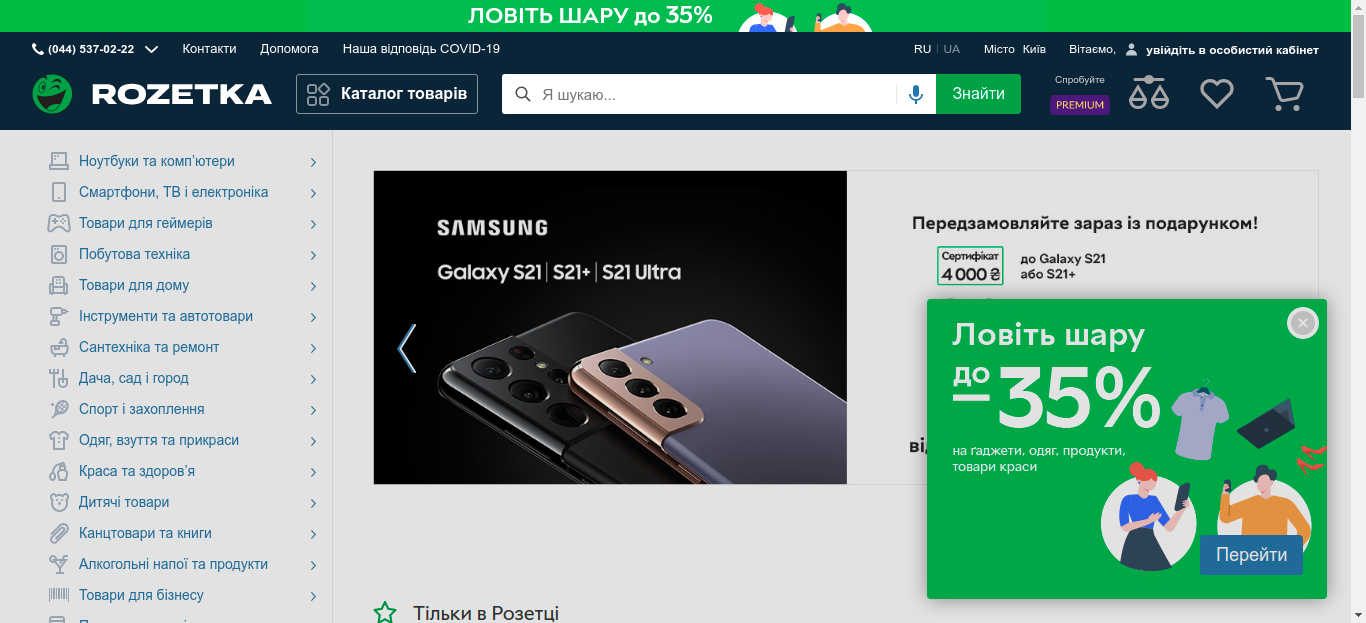 ЛОВІТЬ ШАРУ до 35%
(044) 537-02-22 Контакти Допомога Наша відповідь COVID-19 RU | UA Місто Київ Вітаємо, увійдіть в особистий кабінет
ROZETKA Каталог товарів Я шукаю... Знайти
Спробуйте
PREMIUM
Ноутбуки та комп'ютери
Смартфони, ТВ і електроніка
Товари для геймерів
Побутова техніка
Товари для дому
Інструменти та автотовари
Сантехніка та ремонт
Дача, сад і город
Спорт і захоплення
Одяг, взуття та прикраси
Краса та здоров'я
Дитячі товари
Канцтовари та книги
Алкогольні напої та продукти
Товари для бізнесу
SAMSUNG
Galaxy S21 | S21+ | S21 Ultra
Передзамовляйте зараз із подарунком!
Сертифікат
4 000 ₴
до Galaxy S21
або S21+
Ловіть шару
до
–35%
на ґаджети, одяг, продукти,
товари краси
Перейти
Тільки в Розетці